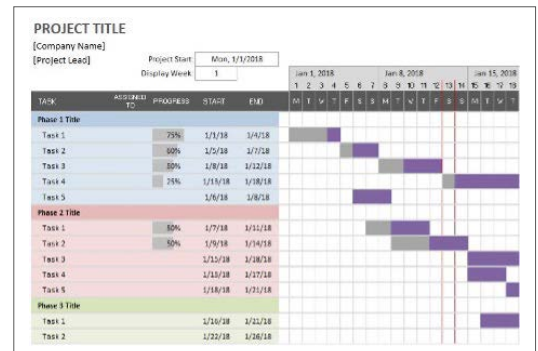 PROJECT TITLE
[Company Name]
[Project Lead] Project Start: Mon, 1/1/2018
Display Week: 1 Jan 1, 2018 Jan 8, 2018 Jan 15, 2018
1 2 3 4 5 6 7 8 9 10 11 12 13 14 15 16 17 18
TASK ASSIGNED TO PROGRESS START END M T W T F S S M T W T F S S M T W T
Phase 1 Title
Task 1 75% 1/1/18 1/4/18
Task 2 60% 1/5/18 1/7/18
Task 3 50% 1/8/18 1/12/18
Task 4 25% 1/18/18
Task 5 1/6/18 1/8/18
Phase 2 Title
Task 1 50% 1/7/18 1/11/18
Task 2 50% 1/9/18 1/14/18
Task 3 1/15/18 1/18/18
Task 4 1/15/18 1/17/18
Task 5 1/18/18 1/21/18
Phase 3 Title
Task 1 1/16/18 1/21/18
Task 2 1/22/18 1/26/18